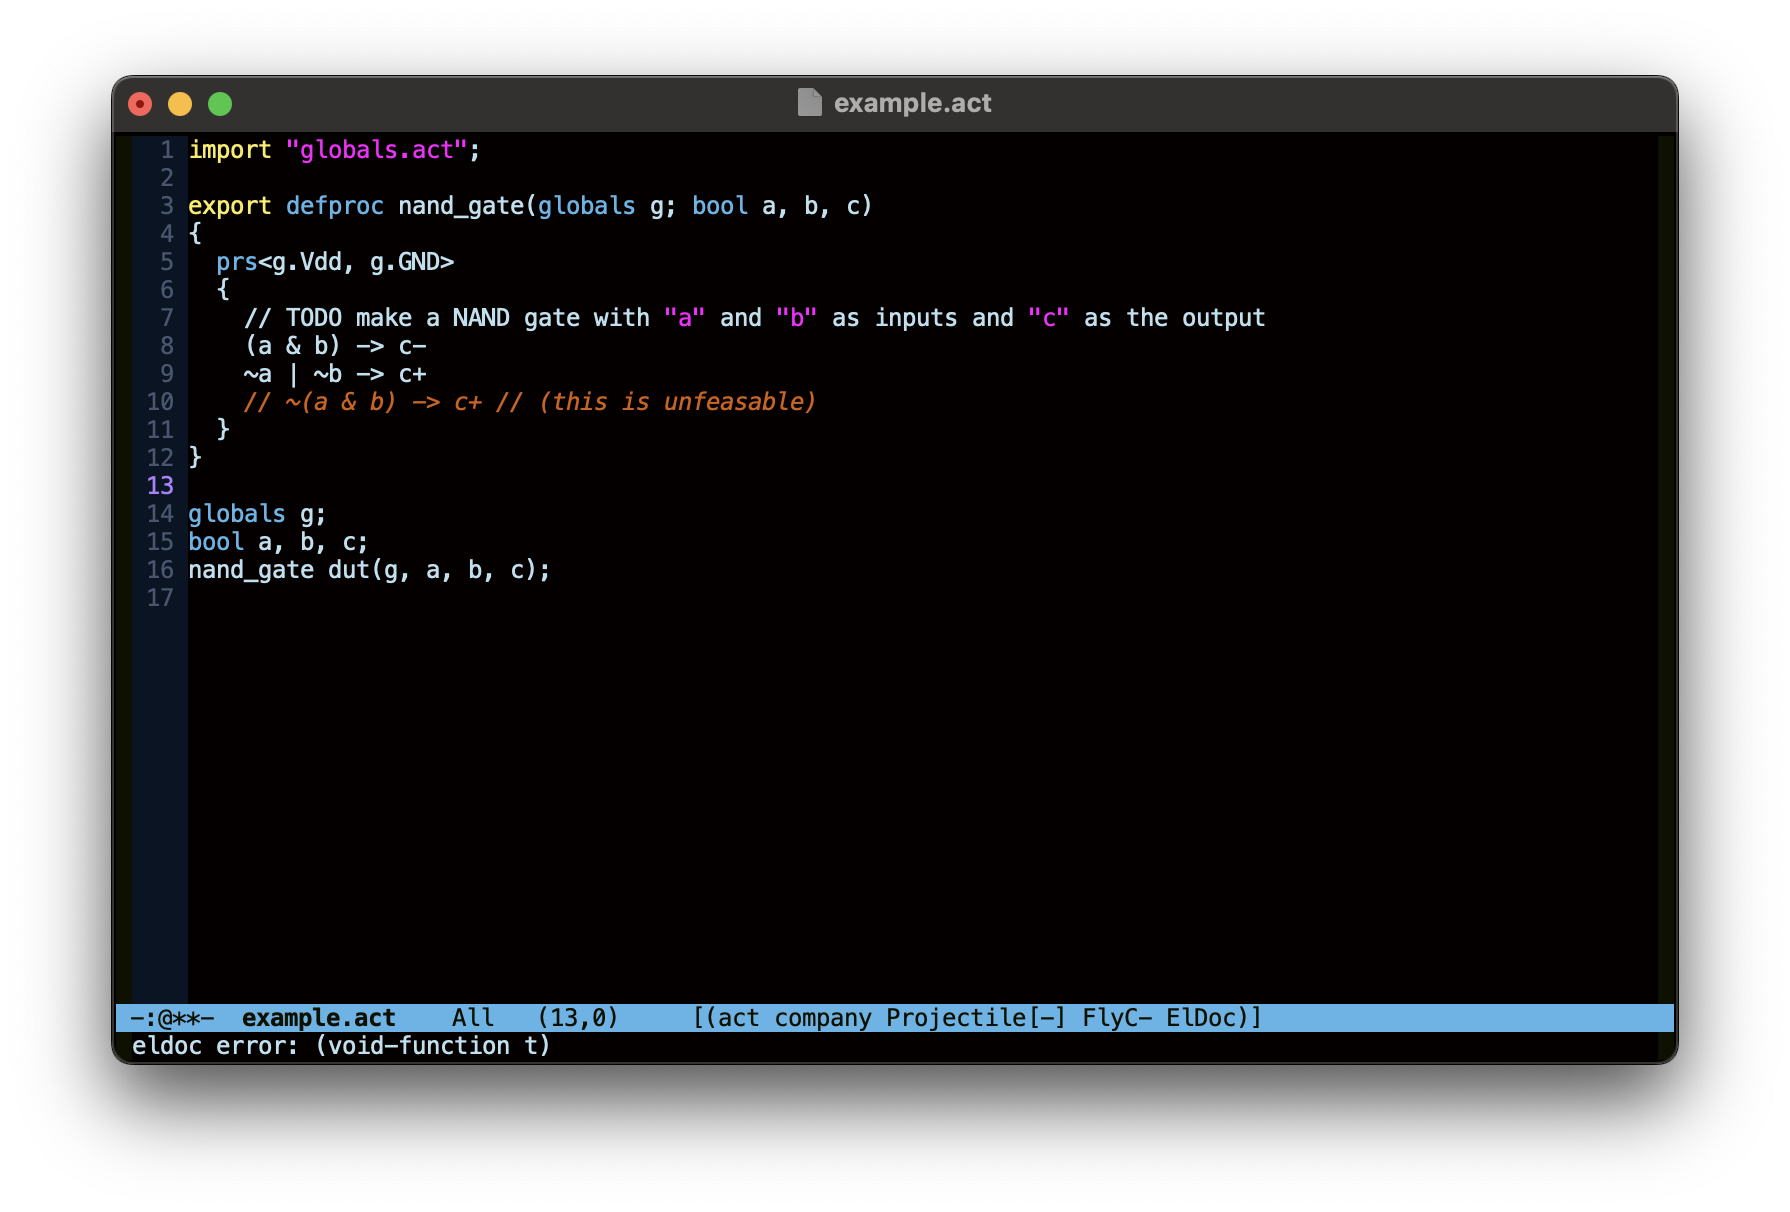 example.act
1 import "globals.act";
2
3 export defproc nand_gate(globals g; bool a, b, c)
4 {
5   prs<g.Vdd, g.GND>
6   {
7     // TODO make a NAND gate with "a" and "b" as inputs and "c" as the output
8     (a & b) -> c-
9     ~a | ~b -> c+
10     // ~(a & b) -> c+ // (this is unfeasable)
11   }
12 }
13
14 globals g;
15 bool a, b, c;
16 nand_gate dut(g, a, b, c);
17
-:@**-  example.act    All   (13,0)     [(act company Projectile[-] FlyC- ElDoc)]
eldoc error: (void-function t)